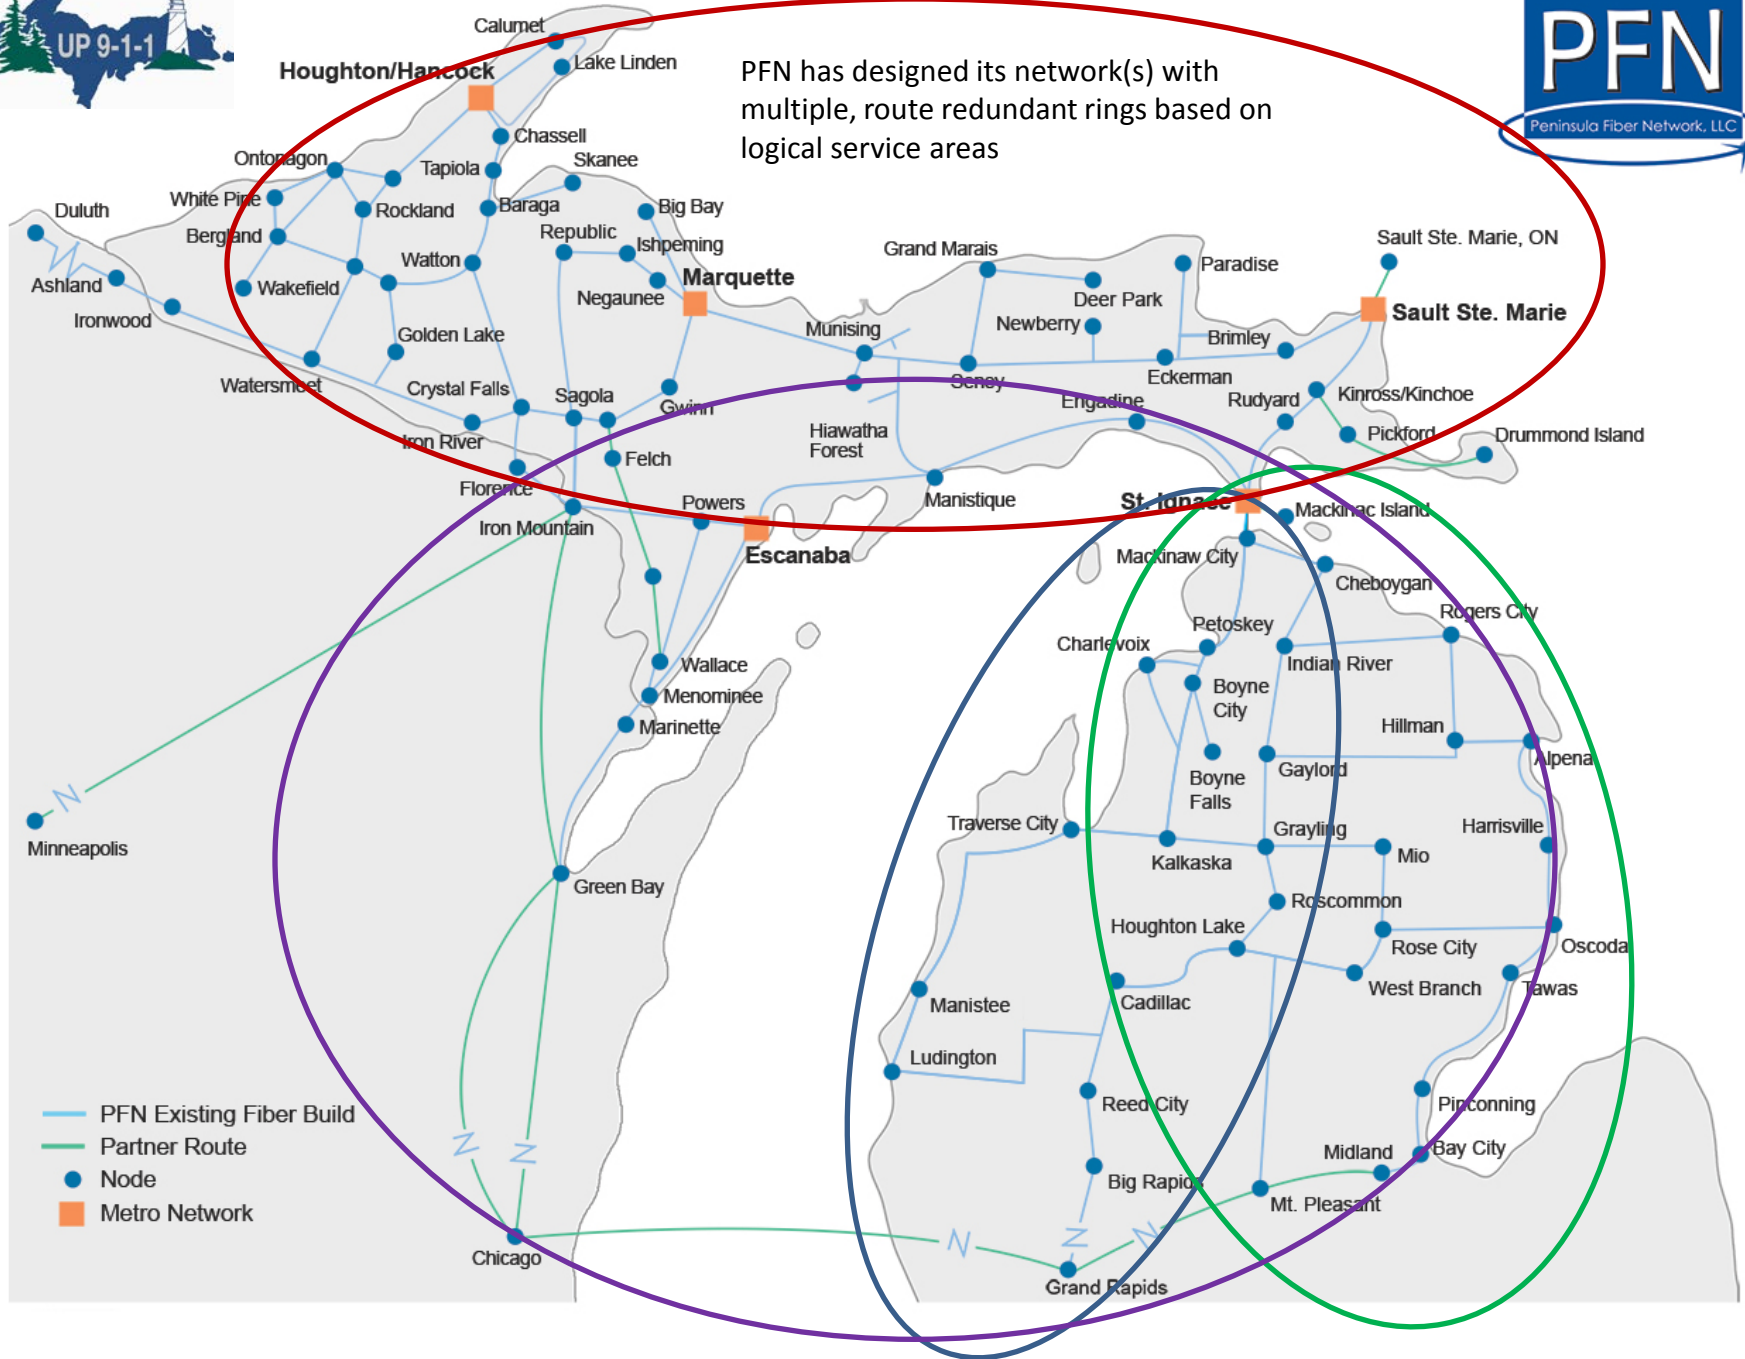 UP 9-1-1
PFN
Peninsula Fiber Network, LLC
PFN has designed its network(s) with
multiple, route redundant rings based on
logical service areas
Calumet
Lake Linden
Houghton/Hancock
Chassell
Ontonagon
Tapiola
Skanee
White Pine
Rockland
Baraga
Big Bay
Duluth
Bergland
Republic
Ishpeming
Grand Marais
Sault Ste. Marie, ON
Watton
Paradise
Ashland
Wakefield
Negaunee
Marquette
Deer Park
Ironwood
Golden Lake
Munising
Newberry
Brimley
Sault Ste. Marie
Watersmeet
Crystal Falls
Sagola
Gwinn
Seney
Eckerman
Engadine
Rudyard
Kinross/Kinchoe
Iron River
Hiawatha
Forest
Pickford
Drummond Island
Felch
Florence
Powers
Manistique
St. Ignace
Mackinac Island
Iron Mountain
Escanaba
Mackinaw City
Cheboygan
Rogers City
Petoskey
Charlevoix
Indian River
Wallace
Boyne
City
Menominee
Marinette
Hillman
Alpena
Gaylord
Boyne
Falls
N
Minneapolis
Traverse City
Grayling
Harrisville
Kalkaska
Mio
Green Bay
Roscommon
Houghton Lake
Rose City
Oscoda
West Branch
Tawas
Cadillac
Manistee
Ludington
Reed City
Pinconning
PFN Existing Fiber Build
Partner Route
Node
Metro Network
N
N
Midland
Bay City
Big Rapids
Mt. Pleasant
N
N
N
Chicago
Grand Rapids